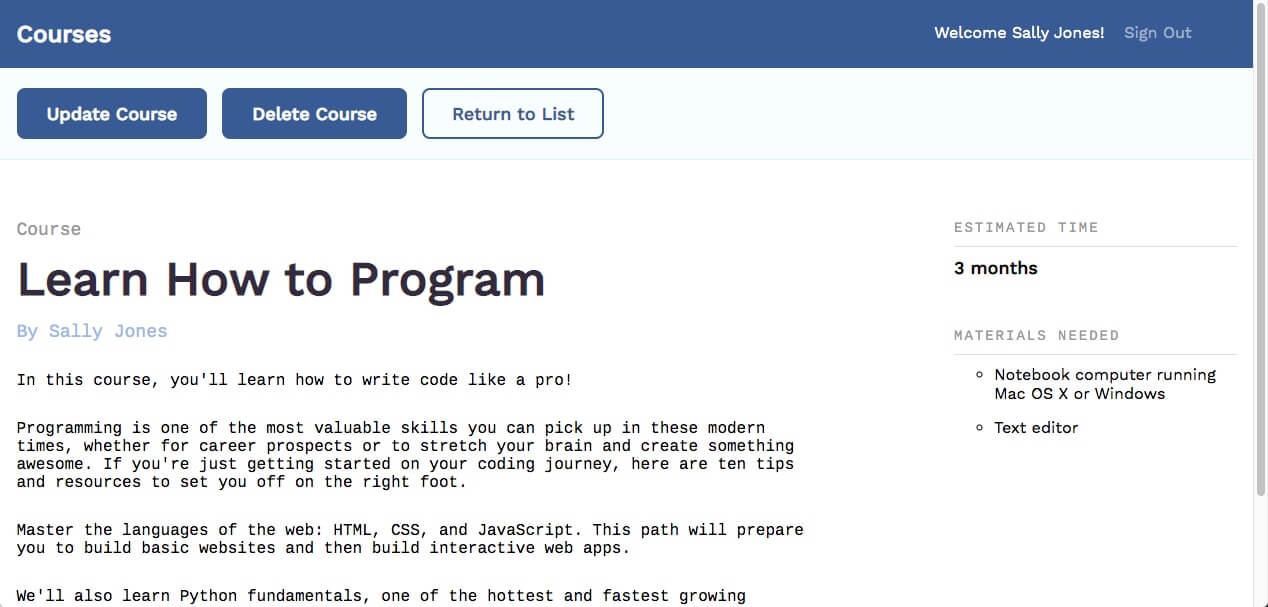 Courses
Welcome Sally Jones! Sign Out
Update Course Delete Course Return to List
Course
Learn How to Program
By Sally Jones
In this course, you'll learn how to write code like a pro!
Programming is one of the most valuable skills you can pick up in these modern
times, whether for career prospects or to stretch your brain and create something
awesome. If you're just getting started on your coding journey, here are ten tips
and resources to set you off on the right foot.
Master the languages of the web: HTML, CSS, and JavaScript. This path will prepare
you to build basic websites and then build interactive web apps.
We'll also learn Python fundamentals, one of the hottest and fastest growing
ESTIMATED TIME
3 months
MATERIALS NEEDED
Notebook computer running
Mac OS X or Windows
Text editor